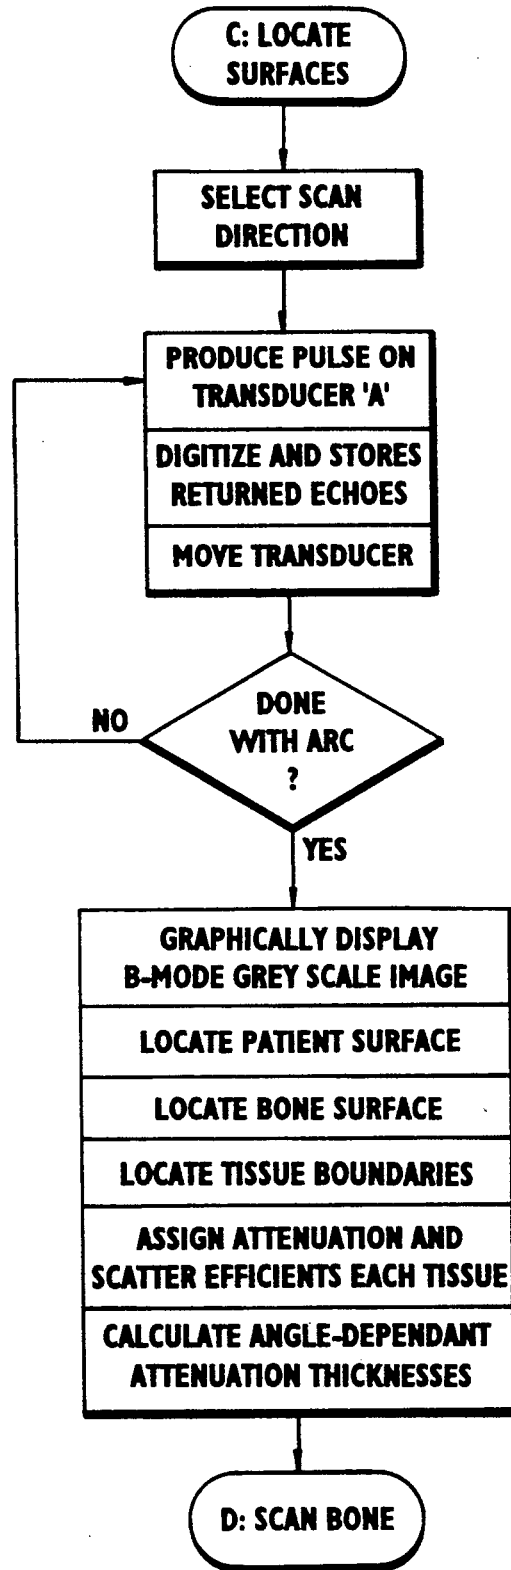 C: LOCATE
SURFACES
SELECT SCAN
DIRECTION
PRODUCE PULSE ON
TRANSDUCER 'A'
DIGITIZE AND STORES
RETURNED ECHOES
MOVE TRANSDUCER
DONE
WITH ARC
?
NO
YES
GRAPHICALLY DISPLAY
B-MODE GREY SCALE IMAGE
LOCATE PATIENT SURFACE
LOCATE BONE SURFACE
LOCATE TISSUE BOUNDARIES
ASSIGN ATTENUATION AND
SCATTER EFFICIENTS EACH TISSUE
CALCULATE ANGLE-DEPENDANT
ATTENUATION THICKNESSES
D: SCAN BONE